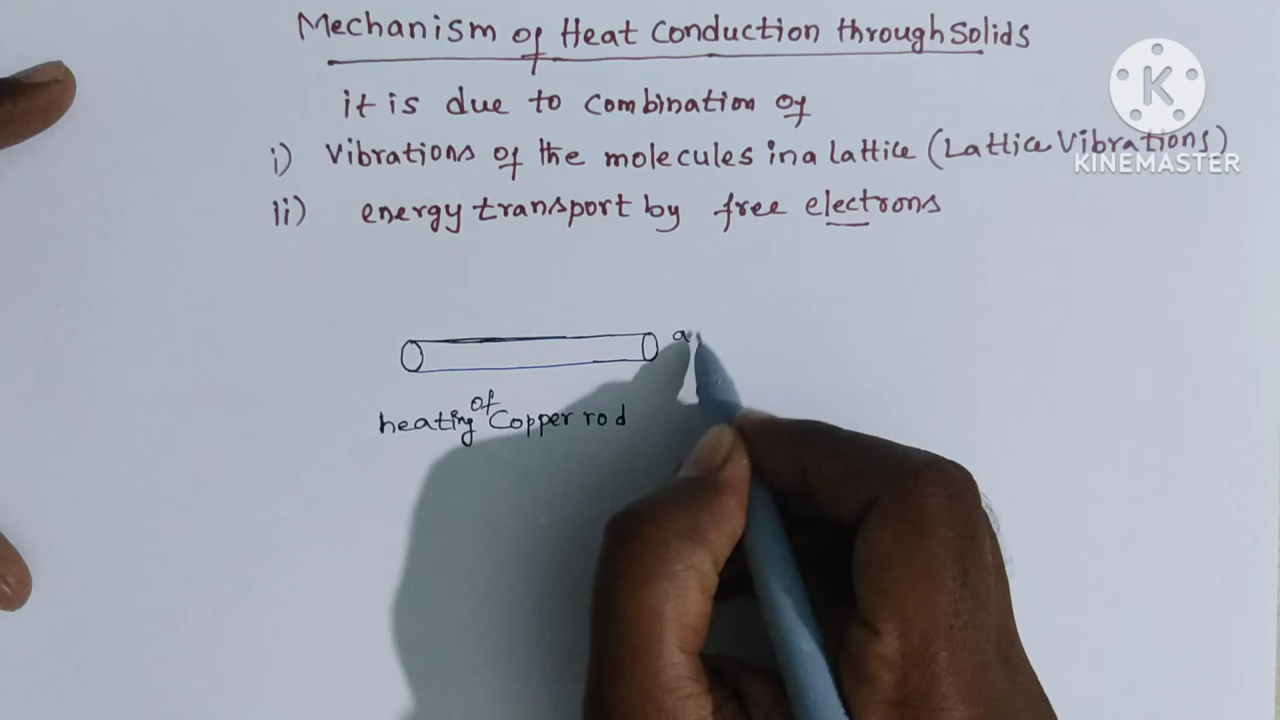 Mechanism of Heat Conduction through Solids
it is due to combination of
i) Vibrations of the molecules in a lattice (Lattice Vibrations)
ii) energy transport by free electrons
heating of Copper rod
K
KINEMASTER